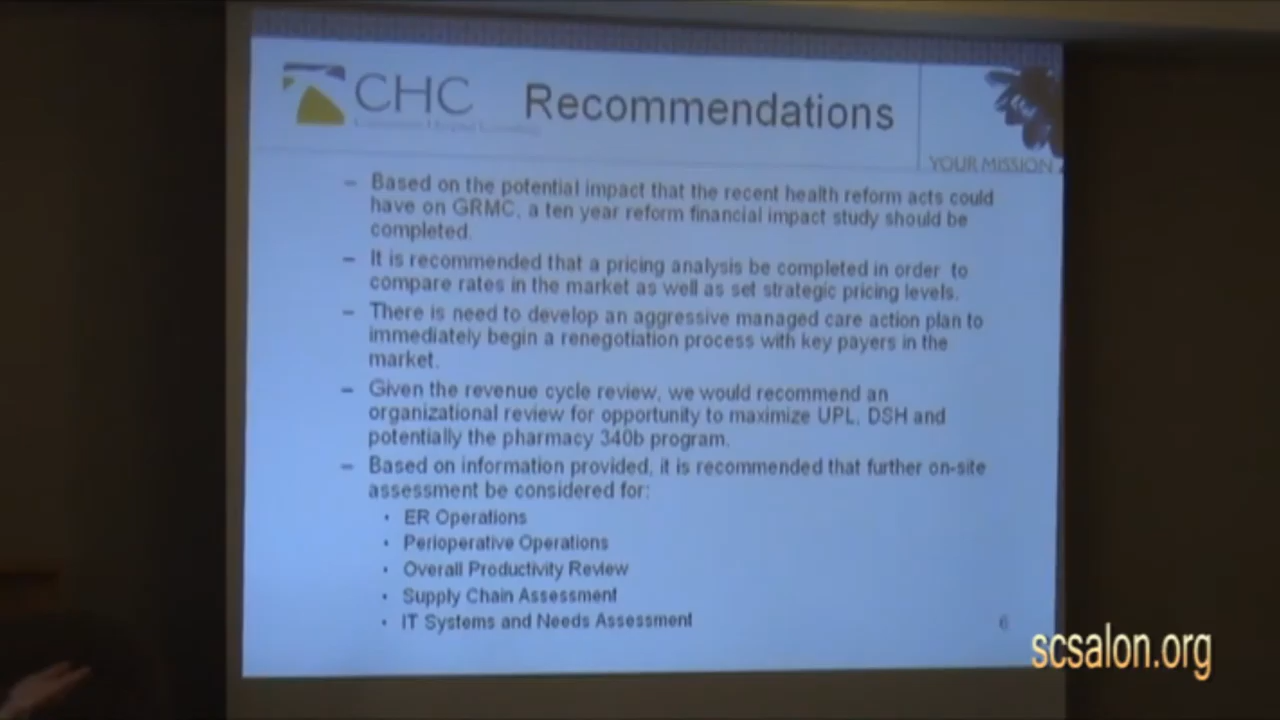 CHC Recommendations
YOUR MISSION
– Based on the potential impact that the recent health reform acts could
have on GRMC, a ten year reform financial impact study should be
completed.
– It is recommended that a pricing analysis be completed in order to
compare rates in the market as well as set strategic pricing levels.
– There is need to develop an aggressive managed care action plan to
immediately begin a renegotiation process with key payers in the
market.
– Given the revenue cycle review, we would recommend an
organizational review for opportunity to maximize UPL, DSH and
potentially the pharmacy 340b program.
– Based on information provided, it is recommended that further on-site
assessment be considered for:
• ER Operations
• Perioperative Operations
• Overall Productivity Review
• Supply Chain Assessment
• IT Systems and Needs Assessment
6
scsalon.org